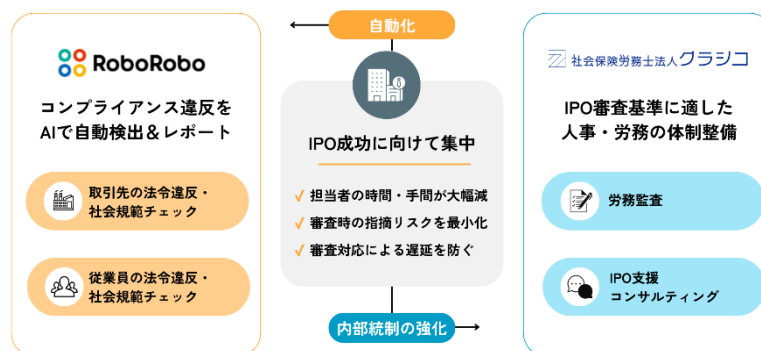 RoboRobo
コンプライアンス違反を
AIで自動検出＆レポート
取引先の法令違反・
社会規範チェック
従業員の法令違反・
社会規範チェック
自動化
IPO成功に向けて集中
✓ 担当者の時間・手間が大幅減
✓ 審査時の指摘リスクを最小化
✓ 審査対応による遅延を防ぐ
内部統制の強化
社会保険労務士法人グラシコ
IPO審査基準に適した
人事・労務の体制整備
労務監査
IPO支援
コンサルティング